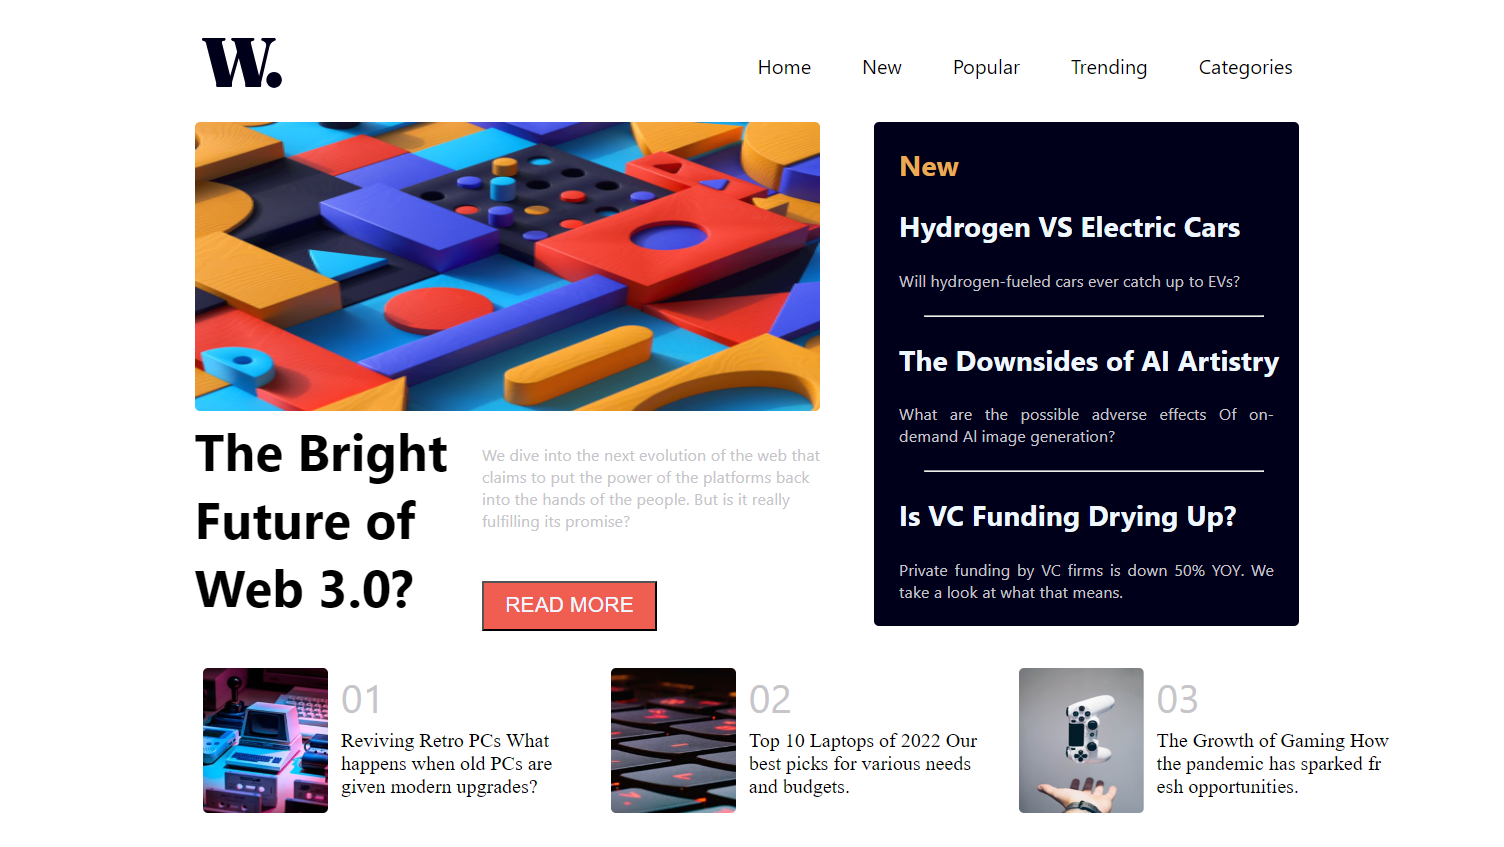 W.
Home New Popular Trending Categories
The Bright
Future of
Web 3.0?
We dive into the next evolution of the web that
claims to put the power of the platforms back
into the hands of the people. But is it really
fulfilling its promise?
READ MORE
New
Hydrogen VS Electric Cars
Will hydrogen-fueled cars ever catch up to EVs?
The Downsides of AI Artistry
What are the possible adverse effects Of on-
demand Al image generation?
Is VC Funding Drying Up?
Private funding by VC firms is down 50% YOY. We
take a look at what that means.
01
Reviving Retro PCs What
happens when old PCs are
given modern upgrades?
02
Top 10 Laptops of 2022 Our
best picks for various needs
and budgets.
03
The Growth of Gaming How
the pandemic has sparked fr
esh opportunities.